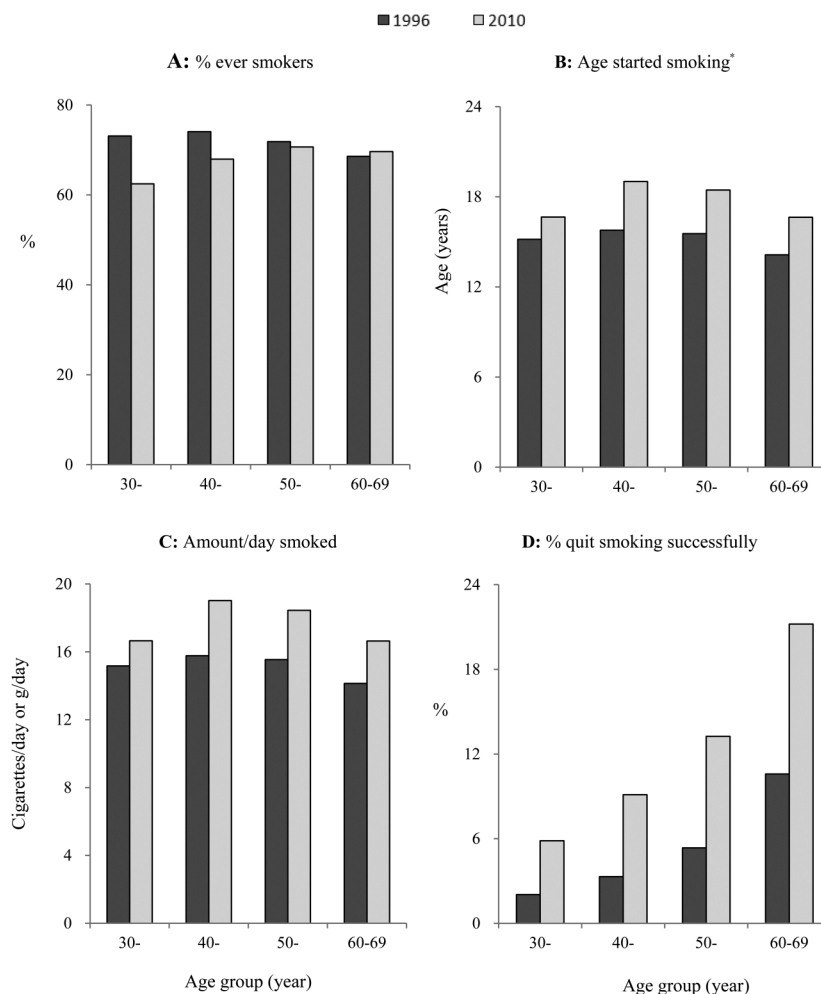 1996 2010
A: % ever smokers
80
60
%
40
20
0
30- 40- 50- 60-69
B: Age started smoking*
24
18
Age (years)
12
6
0
30- 40- 50- 60-69
C: Amount/day smoked
20
16
Cigarettes/day or g/day
12
8
4
0
30- 40- 50- 60-69
Age group (year)
D: % quit smoking successfully
24
18
%
12
6
0
30- 40- 50- 60-69
Age group (year)